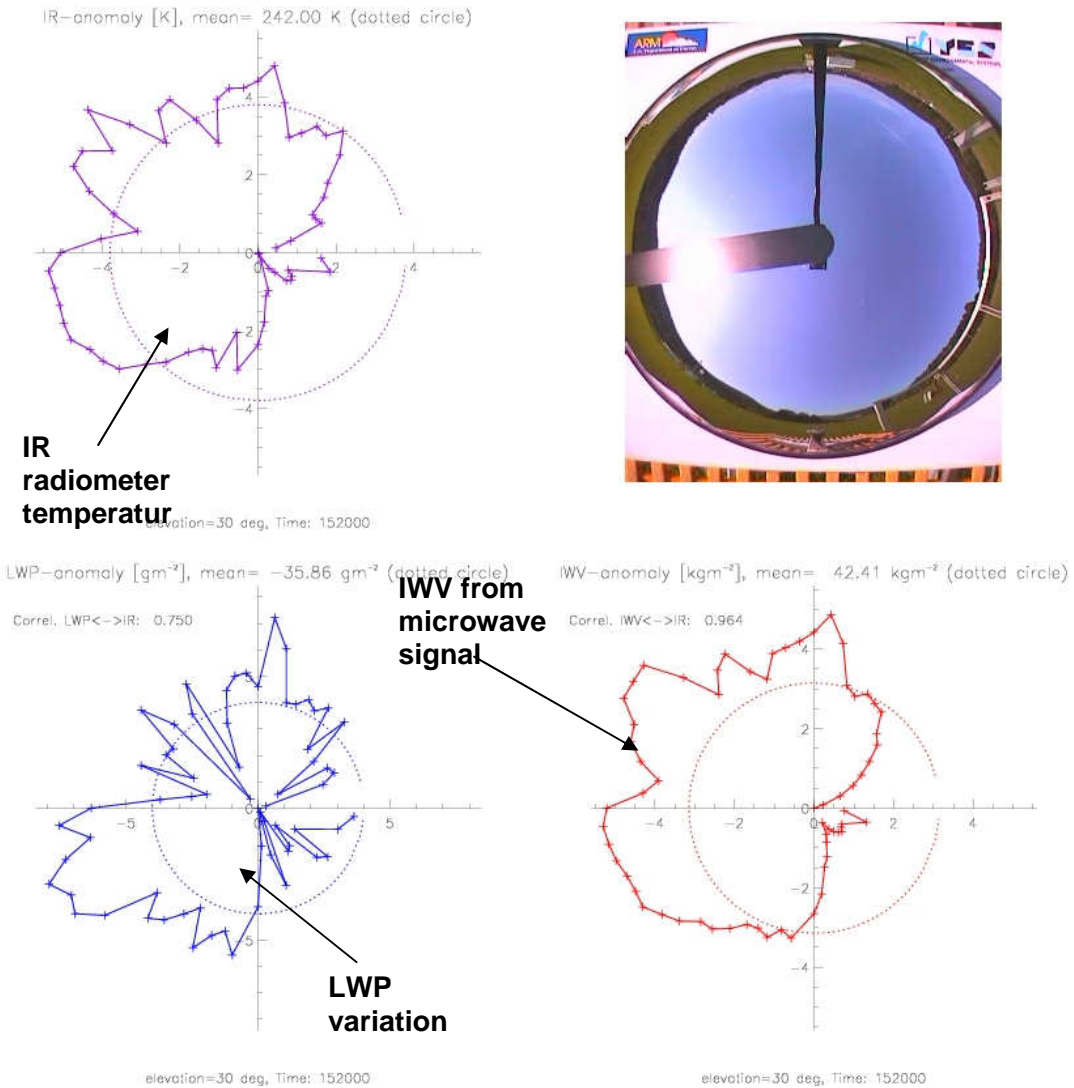 IR-anomaly [K], mean= 242.00 K (dotted circle)
4
2
-4
-2
0
2
4
2
-4
IR
radiometer
temperatur
elevation=30 deg, Time: 152000
ARM
LWP-anomaly [gm⁻²], mean= -35.86 gm⁻² (dotted circle)
Correl. LWP<->IR: 0.750
-5
0
5
-5
LWP
variation
elevation=30 deg, Time: 152000
IWV from
microwave
signal
IWV-anomaly [kgm⁻²], mean= 42.41 kgm⁻² (dotted circle)
Correl. IWV<->IR: 0.964
4
2
-4
-2
0
2
4
-2
-4
elevation=30 deg, Time: 152000